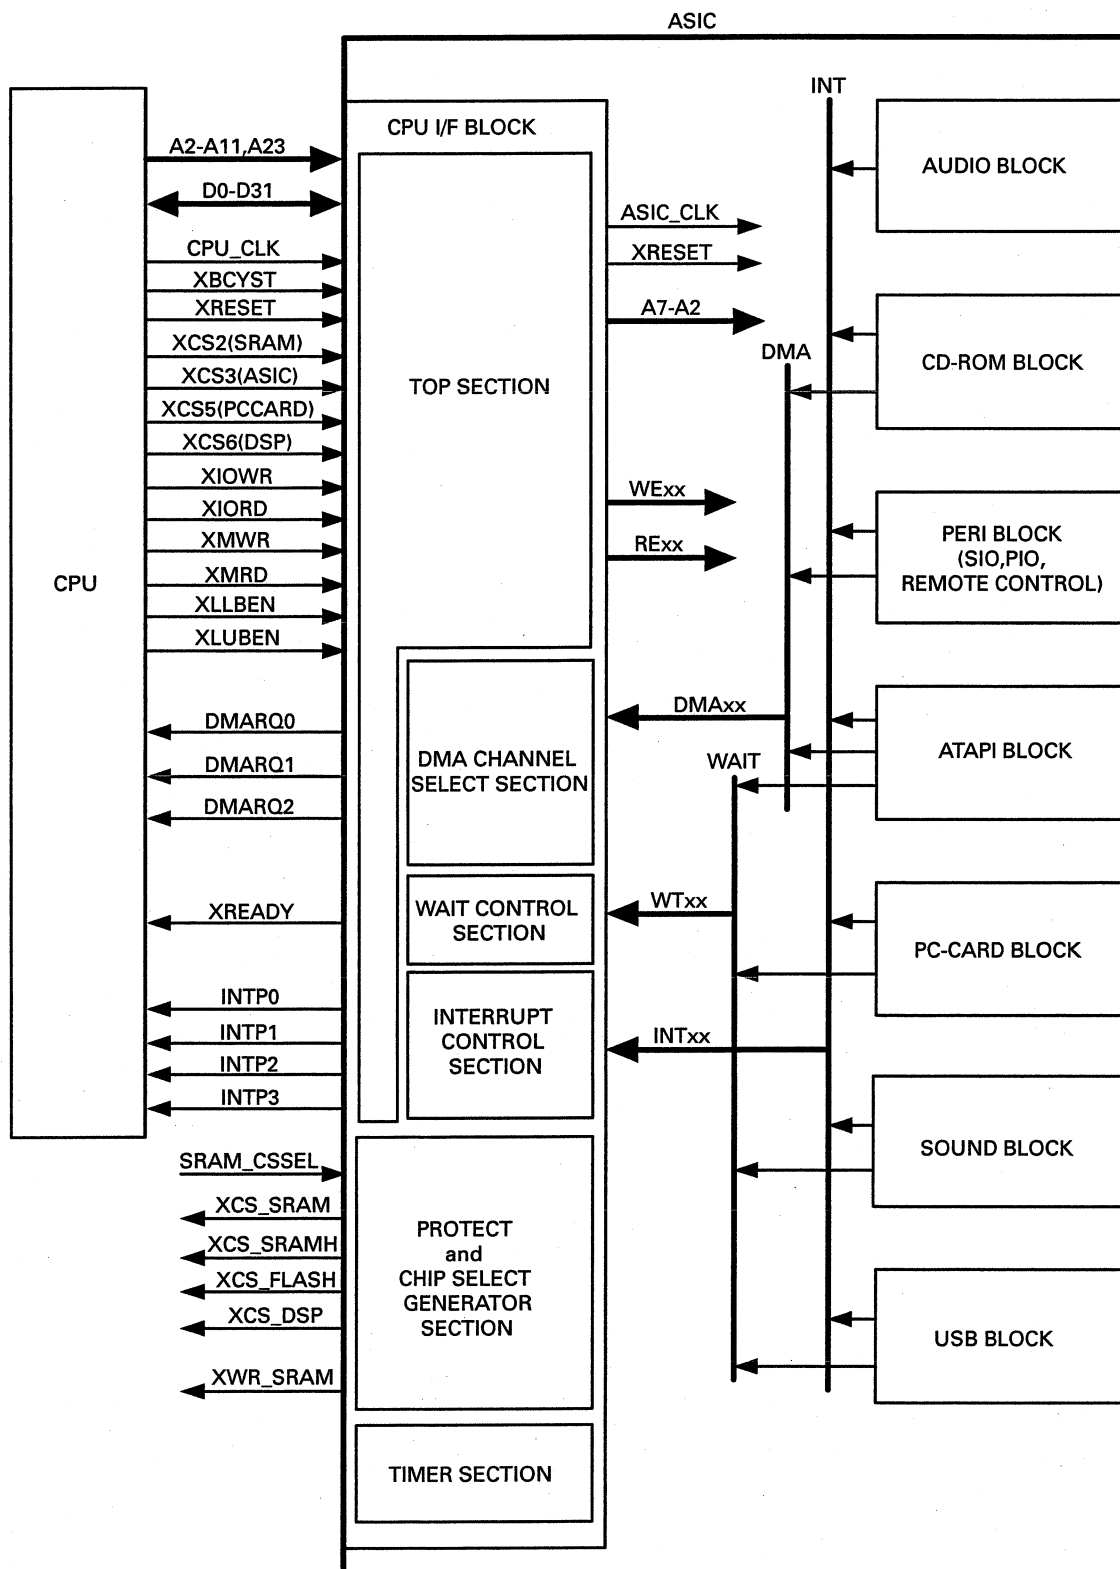 ASIC
CPU
A2-A11,A23
D0-D31
CPU_CLK
XBCYST
XRESET
XCS2(SRAM)
XCS3(ASIC)
XCS5(PCCARD)
XCS6(DSP)
XIOWR
XIORD
XMWR
XMRD
XLLBEN
XLUBEN
DMARQ0
DMARQ1
DMARQ2
XREADY
INTP0
INTP1
INTP2
INTP3
SRAM_CSSEL
XCS_SRAM
XCS_SRAMH
XCS_FLASH
XCS_DSP
XWR_SRAM
CPU I/F BLOCK
TOP SECTION
DMA CHANNEL
SELECT SECTION
WAIT CONTROL
SECTION
INTERRUPT
CONTROL
SECTION
PROTECT
and
CHIP SELECT
GENERATOR
SECTION
TIMER SECTION
ASIC_CLK
XRESET
A7-A2
WExx
RExx
DMAxx
WTxx
INTxx
INT
DMA
WAIT
AUDIO BLOCK
CD-ROM BLOCK
PERI BLOCK
(SIO,PIO,
REMOTE CONTROL)
ATAPI BLOCK
PC-CARD BLOCK
SOUND BLOCK
USB BLOCK